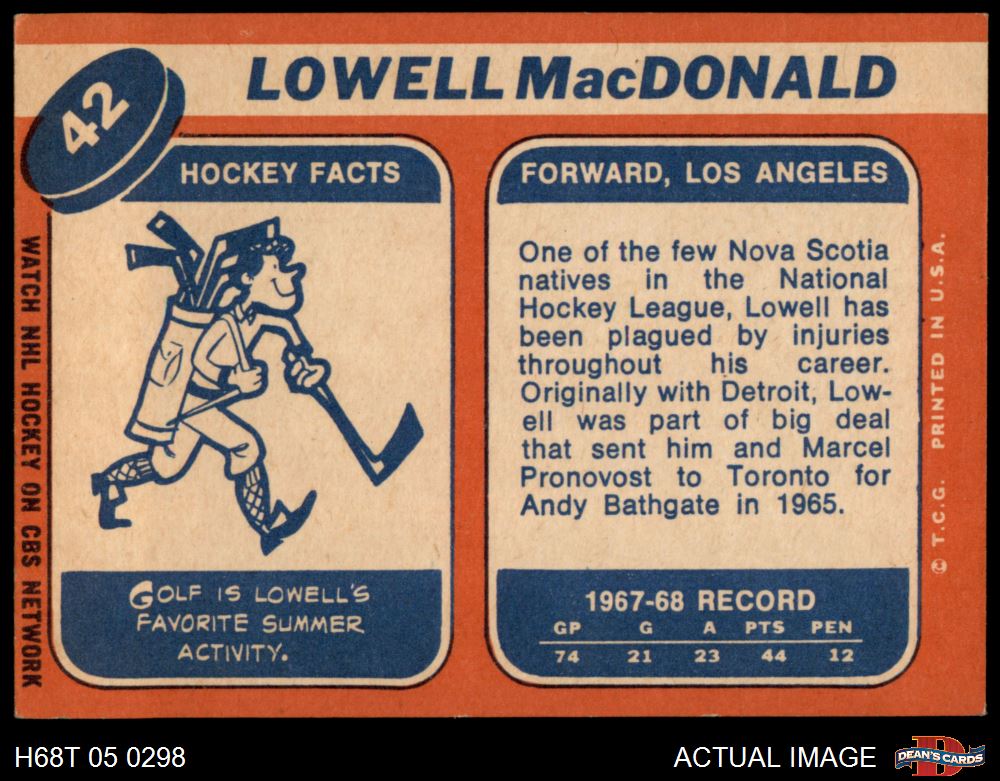 42
LOWELL MacDONALD
HOCKEY FACTS
GOLF IS LOWELL'S
FAVORITE SUMMER
ACTIVITY.
FORWARD, LOS ANGELES
One of the few Nova Scotia
natives in the National
Hockey League, Lowell has
been plagued by injuries
throughout his career.
Originally with Detroit, Low-
ell was part of big deal
that sent him and Marcel
Pronovost to Toronto for
Andy Bathgate in 1965.
1967-68 RECORD
GP G A PTS PEN
74 21 23 44 12
WATCH NHL HOCKEY ON CBS NETWORK
© T.C.G. PRINTED IN U.S.A.
H68T 05 0298
ACTUAL IMAGE
D
DEAN'S CARDS